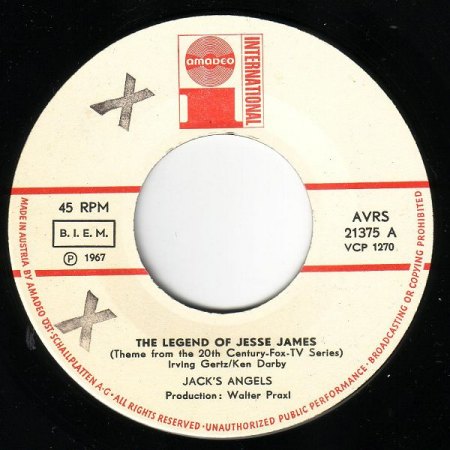 AMADEO
INTERNATIONAL
45 RPM
B.I.E.M.
Ⓟ 1967
AVRS
21375 A
VCP 1270
THE LEGEND OF JESSE JAMES
(Theme from the 20th Century-Fox-TV Series)
Irving Gertz/Ken Darby
JACK'S ANGELS
Production: Walter Praxl
MADE IN AUSTRIA BY AMADEO ÖST. SCHALLPLATTEN A-G · ALL RIGHTS RESERVED · UNAUTHORIZED PUBLIC PERFORMANCE · BROADCASTING OR COPYING PROHIBITED